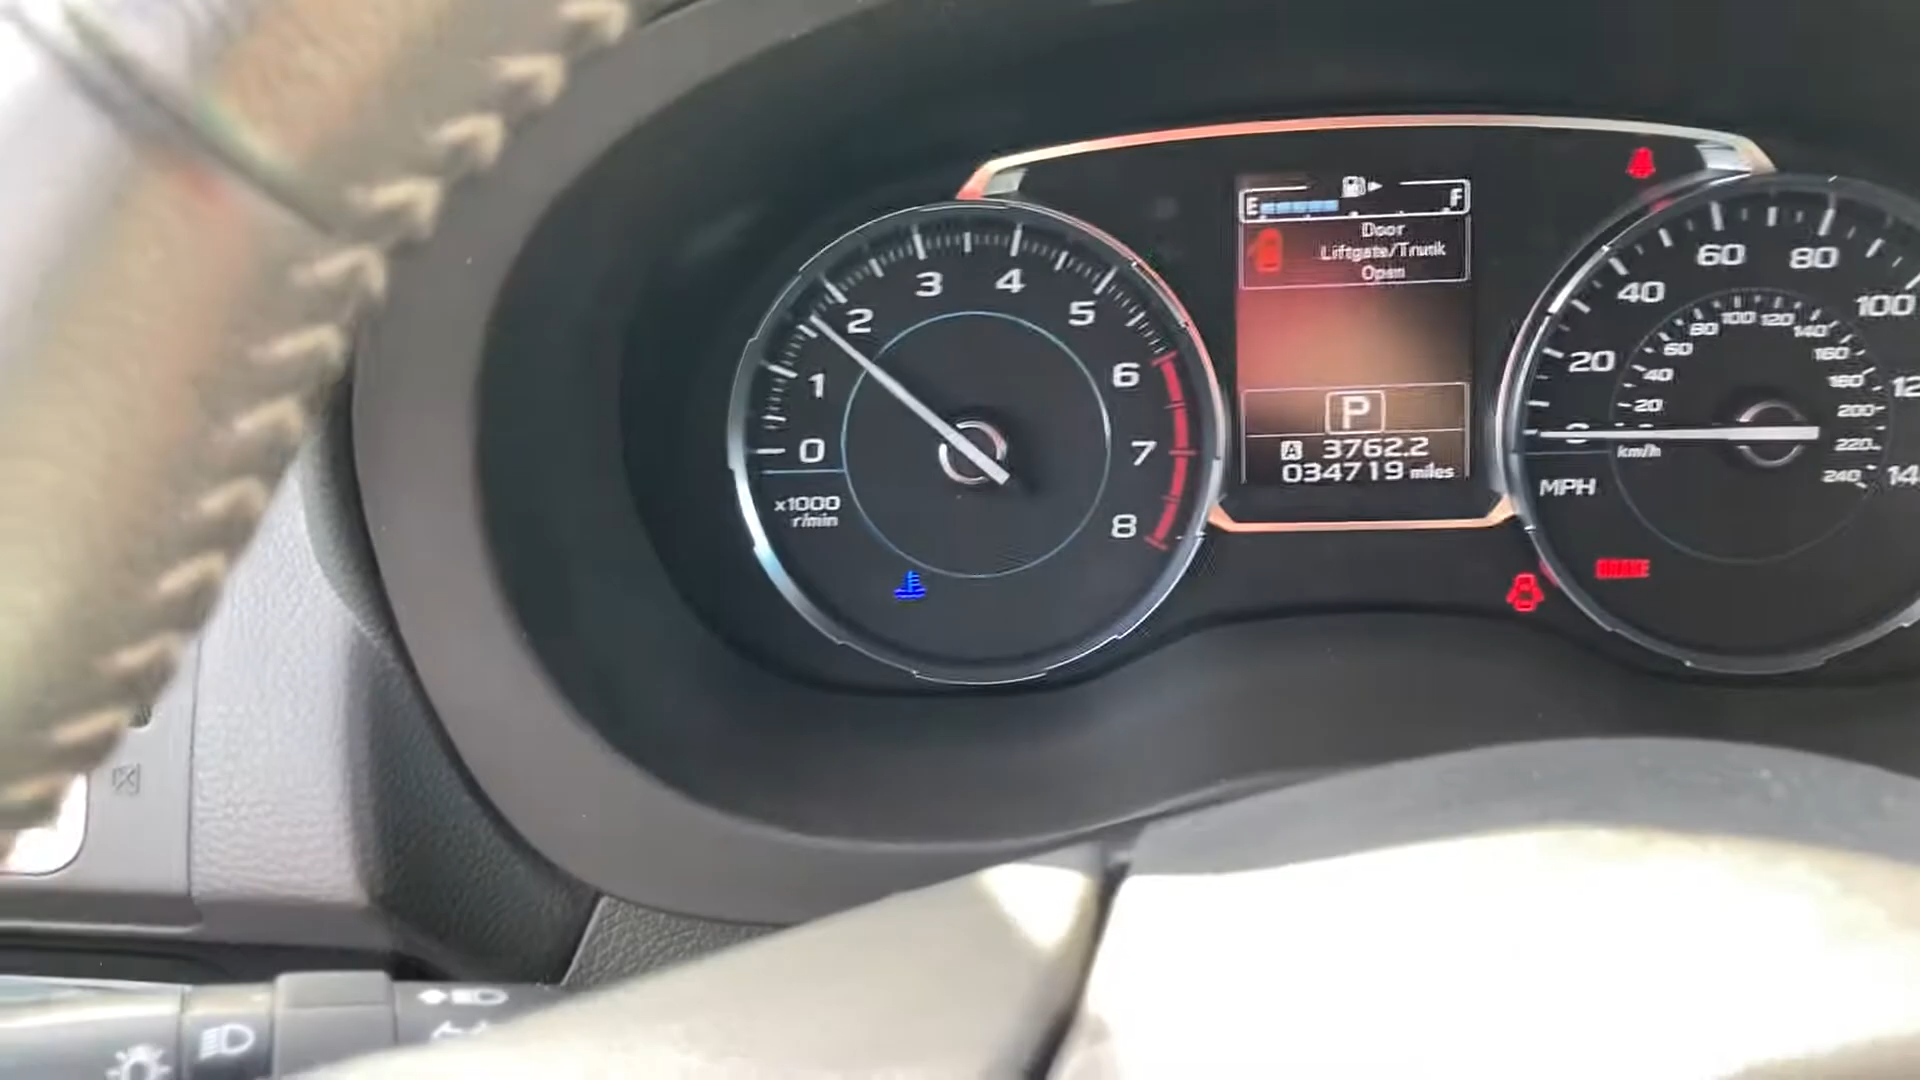 E F
Door
Liftgate/Trunk
Open
P
A 3762.2
034719 miles
0 1 2 3 4 5 6 7 8
x1000
r/min
0 20 40 60 80 100
20 40 60 80 100 120 140 160 180 200 220 240
km/h
MPH
BRAKE